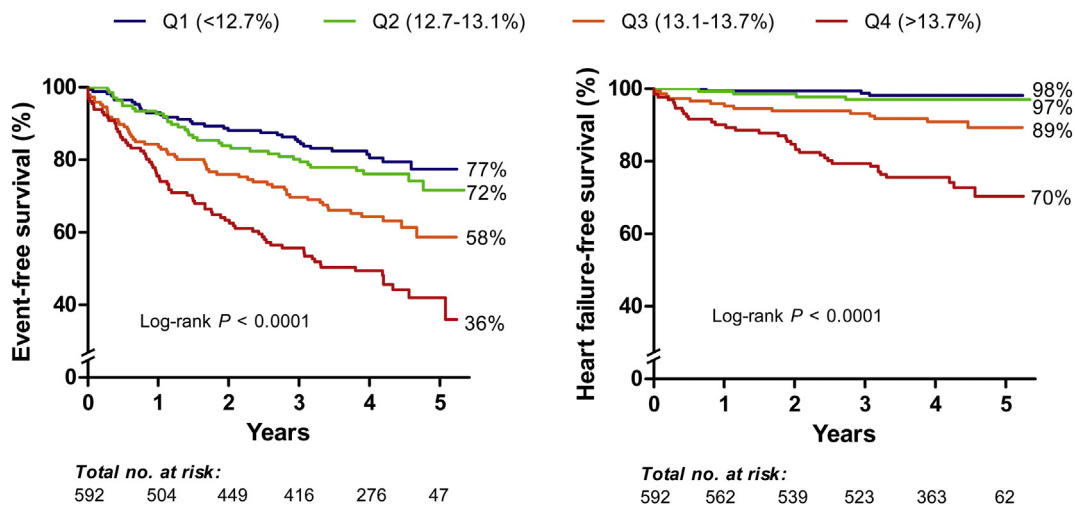 Q1 (<12.7%) Q2 (12.7-13.1%) Q3 (13.1-13.7%) Q4 (>13.7%)
Event-free survival (%)
100
80
60
40
0
77%
72%
58%
36%
Log-rank P < 0.0001
0 1 2 3 4 5
Years
Total no. at risk:
592 504 449 416 276 47
Heart failure-free survival (%)
100
80
60
40
0
98%
97%
89%
70%
Log-rank P < 0.0001
0 1 2 3 4 5
Years
Total no. at risk:
592 562 539 523 363 62